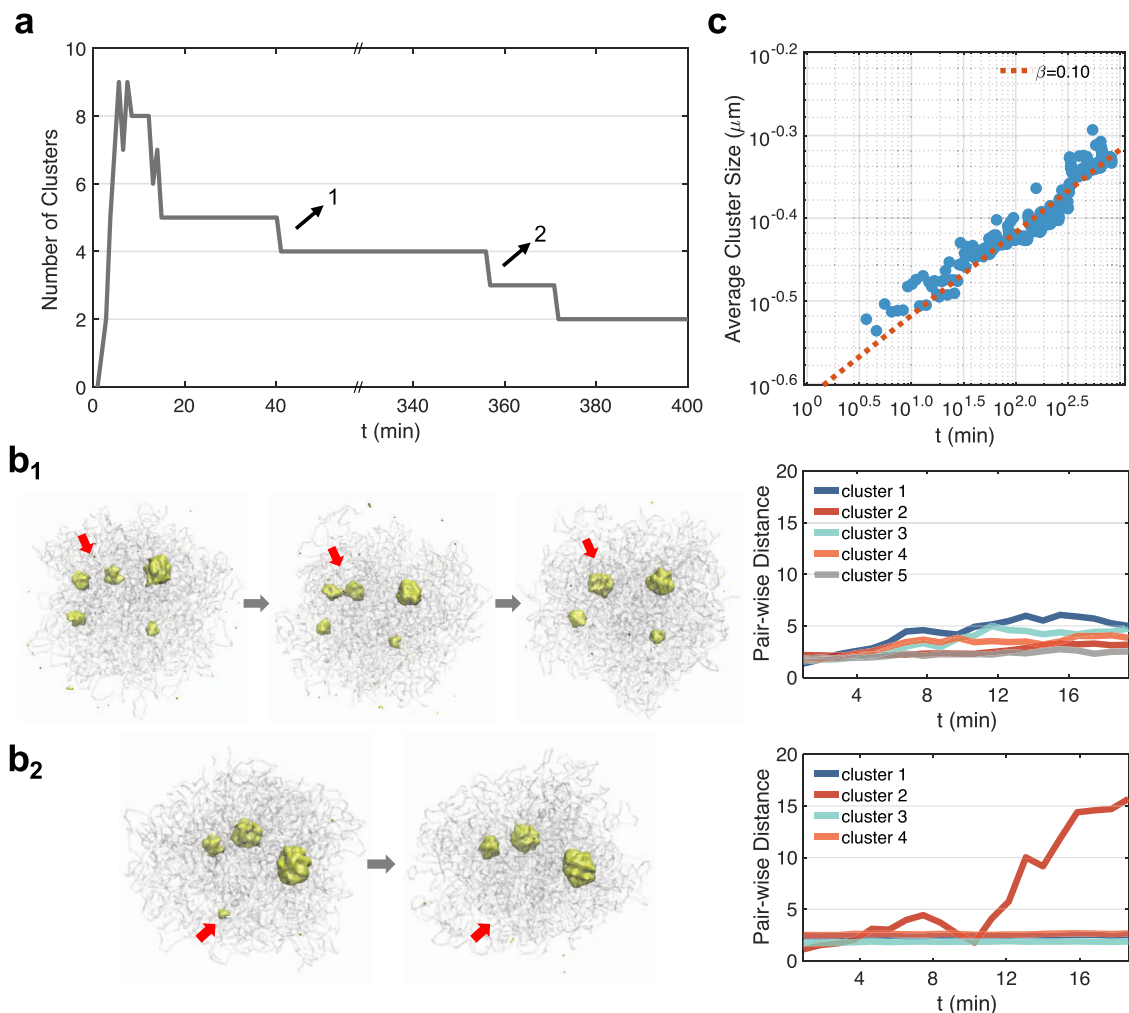 a
Number of Clusters
10
8
6
4
2
0
1
2
0
20
40
340
360
380
400
t (min)
c
Average Cluster Size (μm)
10^-0.2
10^-0.3
10^-0.4
10^-0.5
10^-0.6
β=0.10
10^0 10^0.5 10^1.0 10^1.5 10^2.0 10^2.5
t (min)
b1
Pair-wise Distance
20
15
10
5
0
cluster 1
cluster 2
cluster 3
cluster 4
cluster 5
4 8 12 16
t (min)
b2
Pair-wise Distance
20
15
10
5
0
cluster 1
cluster 2
cluster 3
cluster 4
4 8 12 16
t (min)